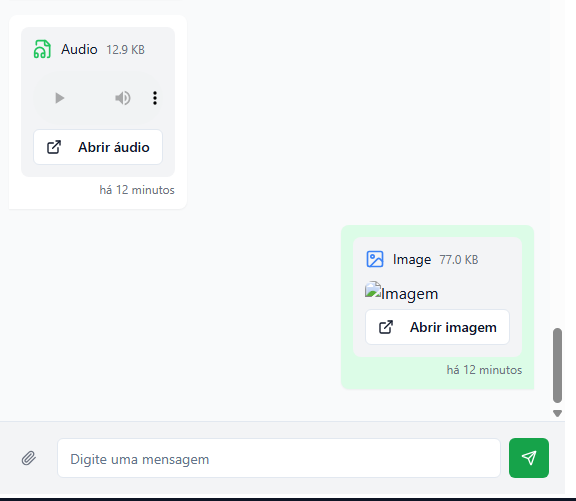 Audio 12.9 KB
Abrir áudio
há 12 minutos
Image 77.0 KB
Imagem
Abrir imagem
há 12 minutos
Digite uma mensagem